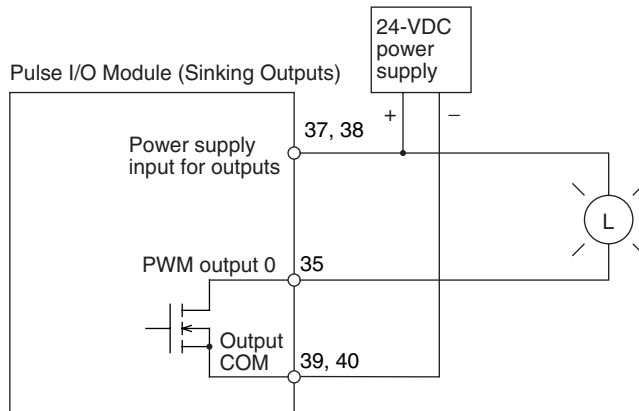 24-VDC
power
supply
Pulse I/O Module (Sinking Outputs)
+
−
37, 38
Power supply
input for outputs
L
PWM output 0
35
Output
COM
39, 40